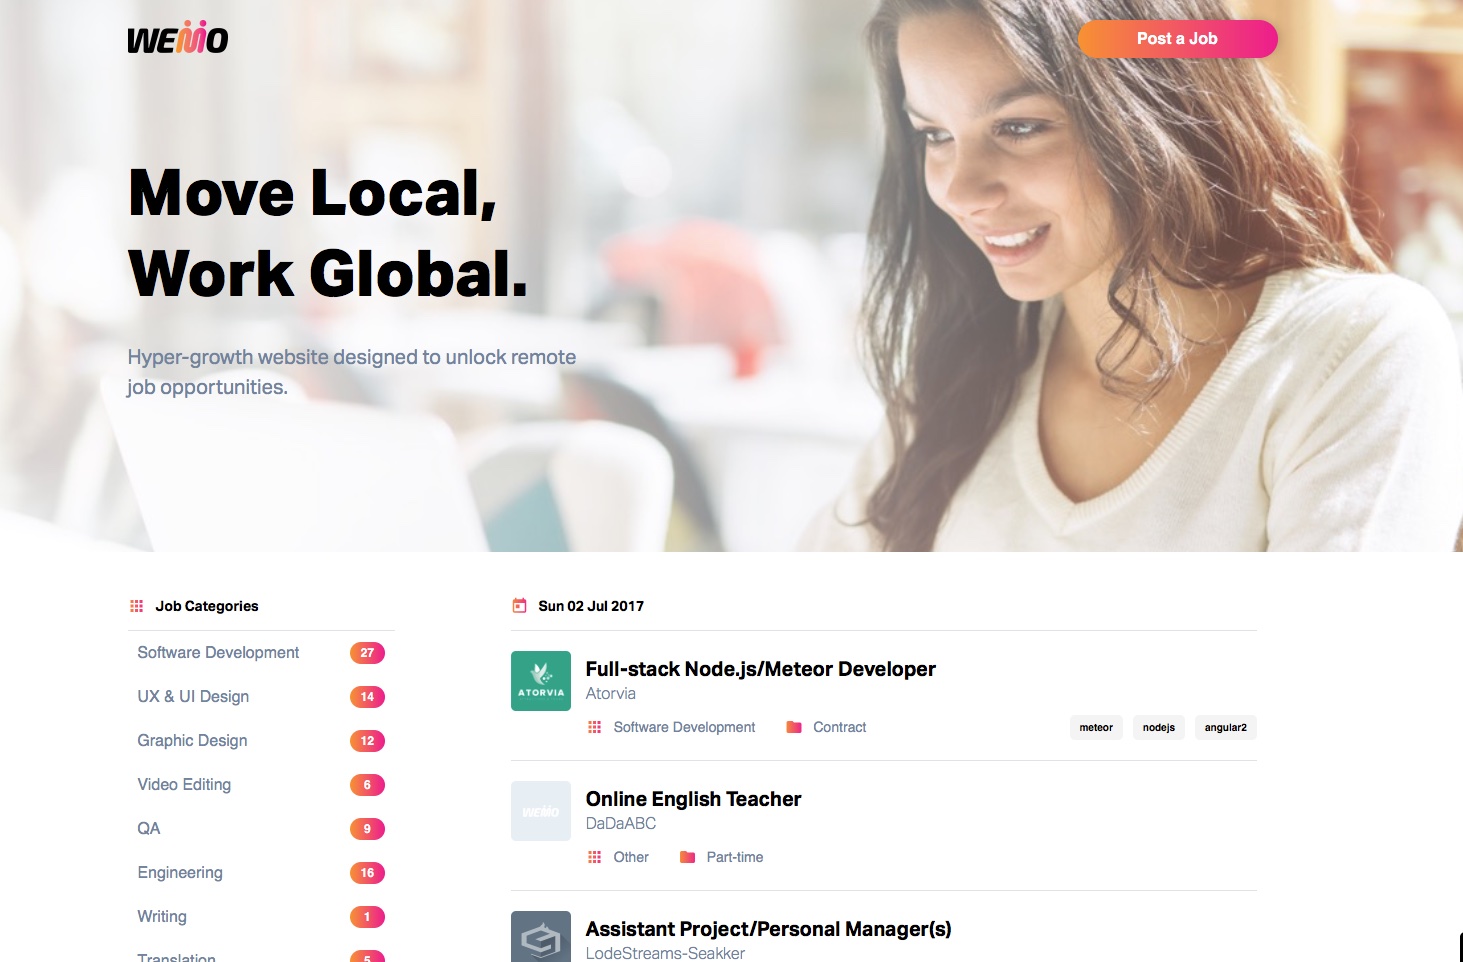 WEMO
Post a Job
Move Local,
Work Global.
Hyper-growth website designed to unlock remote
job opportunities.
Job Categories
Software Development 27
UX & UI Design 14
Graphic Design 12
Video Editing 6
QA 9
Engineering 16
Writing 1
Translation 5
Sun 02 Jul 2017
ATORVIA
Full-stack Node.js/Meteor Developer
Atorvia
Software Development Contract meteor nodejs angular2
WEMO
Online English Teacher
DaDaABC
Other Part-time
Assistant Project/Personal Manager(s)
LodeStreams-Seakker